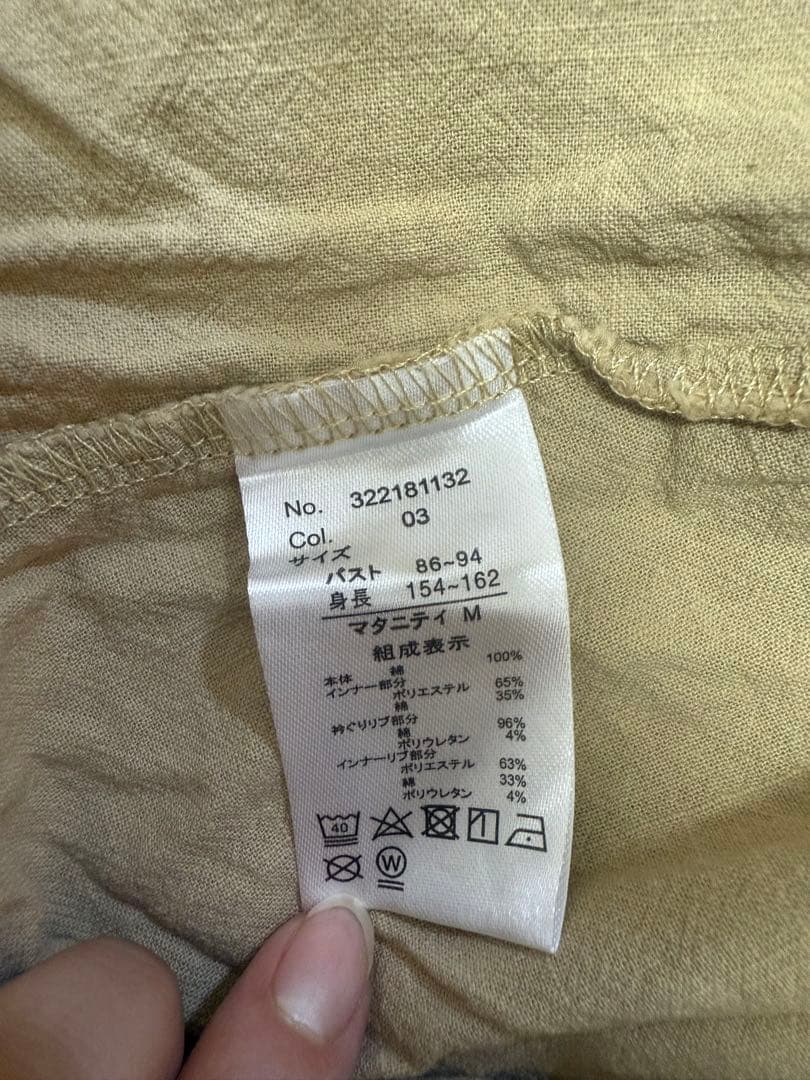 No. 322181132
Col. 03
サイズ
バスト 86~94
身長 154~162
マタニティ M
組成表示
本体 綿 100%
インナー部分
ポリエステル 65%
綿 35%
衿ぐりリブ部分
綿 96%
ポリウレタン 4%
インナーリブ部分
ポリエステル 63%
綿 33%
ポリウレタン 4%
40
W